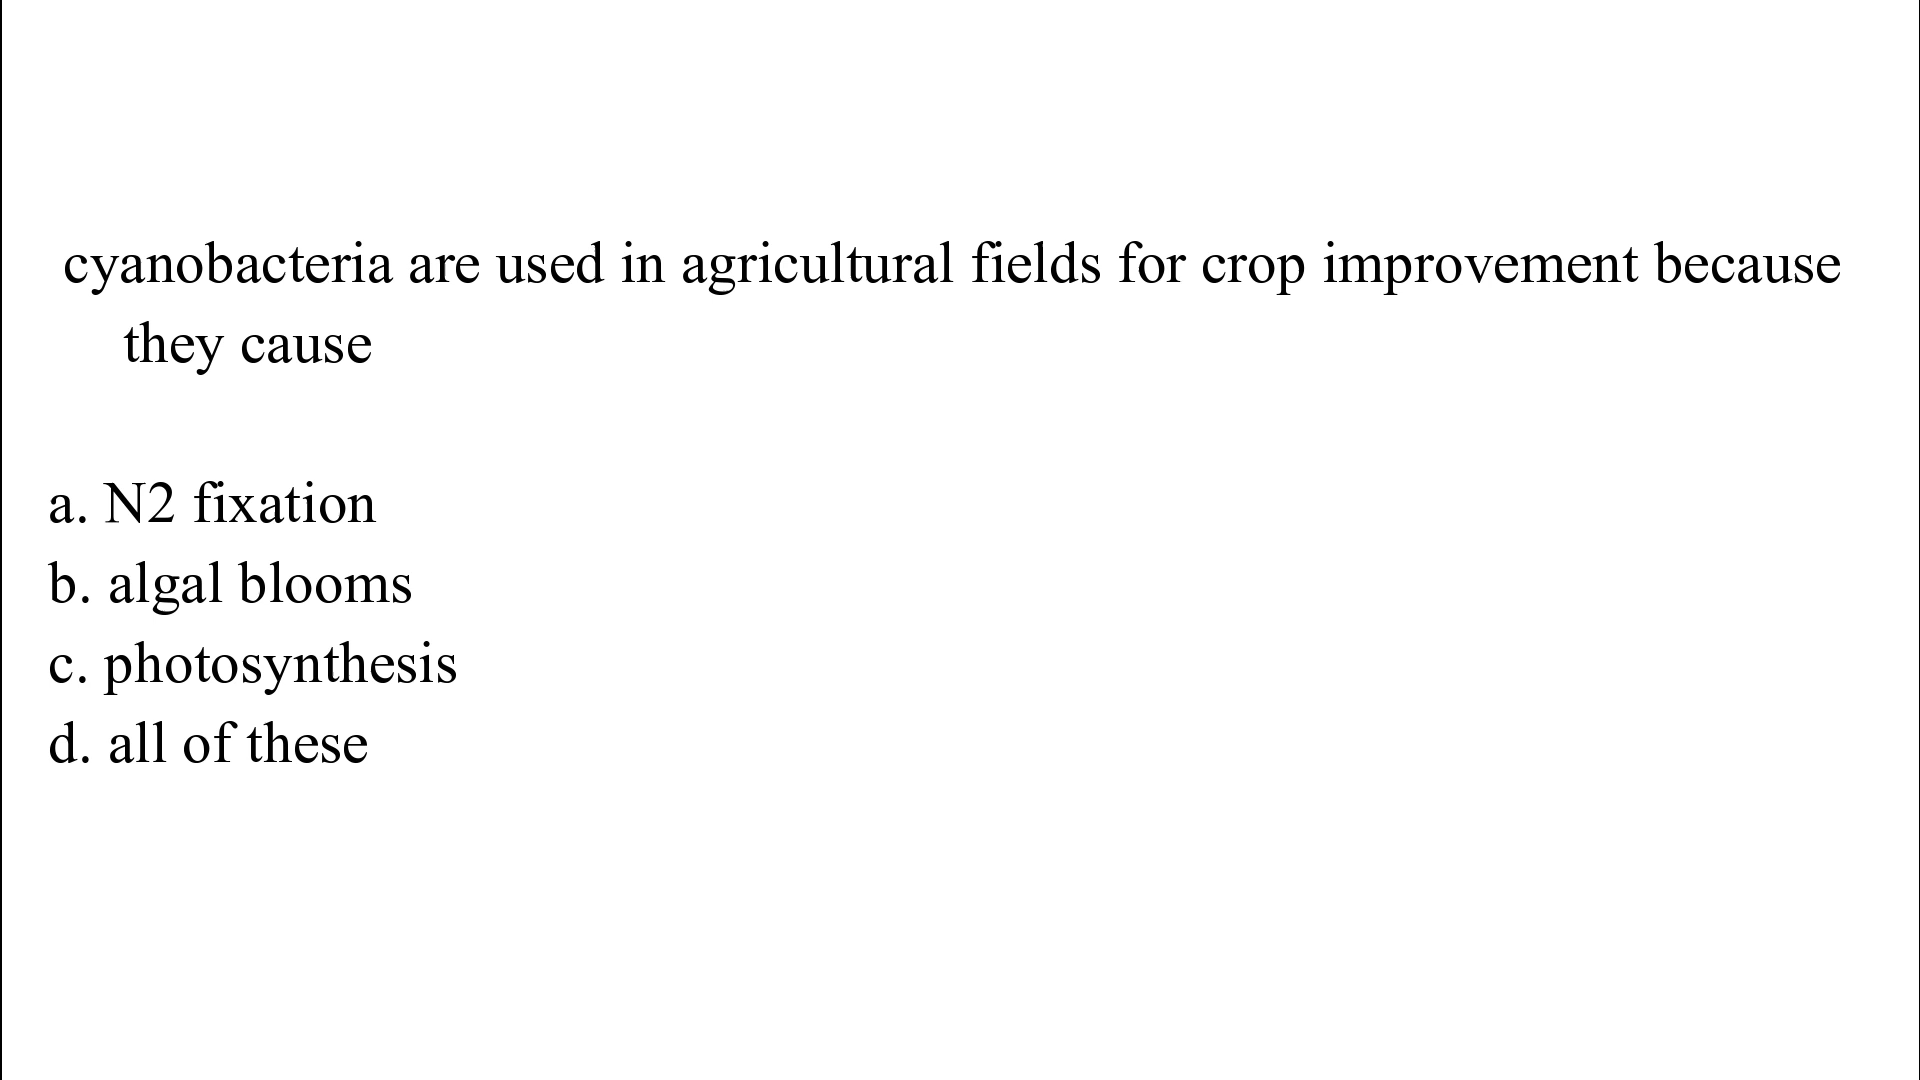 cyanobacteria are used in agricultural fields for crop improvement because
they cause
a. N2 fixation
b. algal blooms
c. photosynthesis
d. all of these